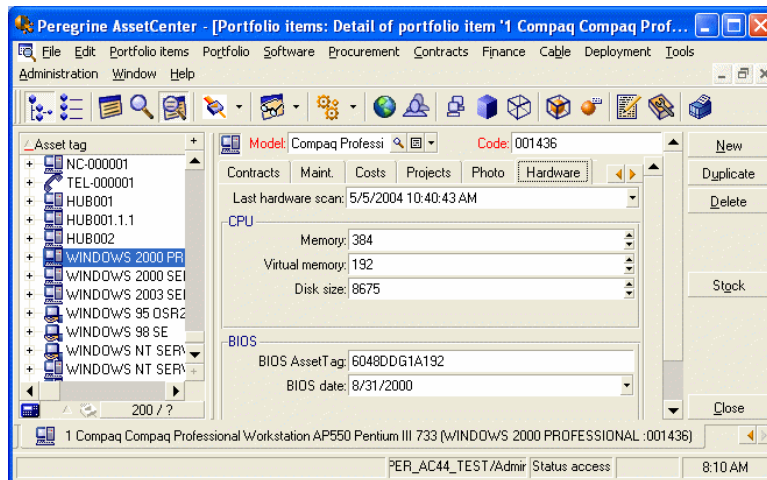 Peregrine AssetCenter - [Portfolio items: Detail of portfolio item '1 Compaq Compaq Prof...
File Edit Portfolio items Portfolio Software Procurement Contracts Finance Cable Deployment Tools
Administration Window Help
Asset tag
NC-000001
TEL-000001
HUB001
HUB001.1.1
HUB002
WINDOWS 2000 PR
WINDOWS 2000 SEI
WINDOWS 2003 SEI
WINDOWS 95 OSR2
WINDOWS 98 SE
WINDOWS NT SERV
WINDOWS NT SERV
200 / ?
Model: Compaq Professi Code: 001436
Contracts Maint. Costs Projects Photo Hardware
Last hardware scan: 5/5/2004 10:40:43 AM
CPU
Memory: 384
Virtual memory: 192
Disk size: 8675
BIOS
BIOS AssetTag: 6048DDG1A192
BIOS date: 8/31/2000
New
Duplicate
Delete
Stock
Close
1 Compaq Compaq Professional Workstation AP550 Pentium III 733 (WINDOWS 2000 PROFESSIONAL :001436)
PER_AC44_TEST/Admir Status access 8:10 AM